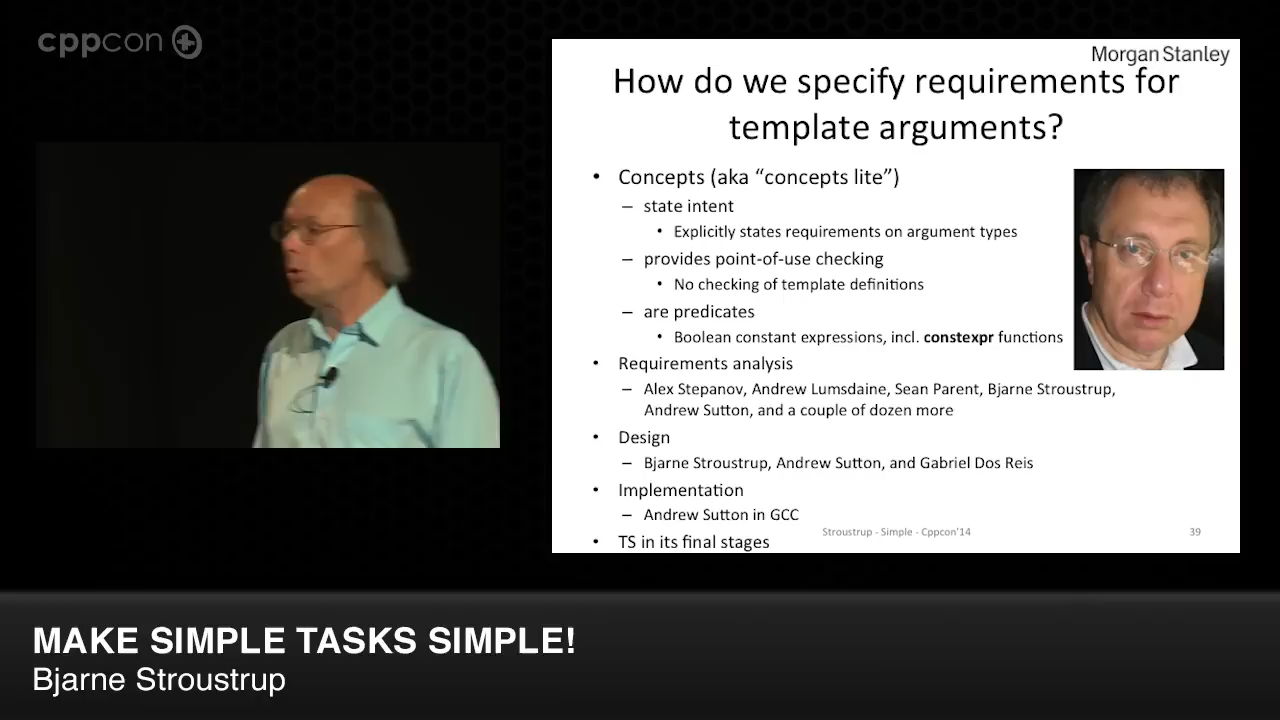 cppcon
Morgan Stanley
How do we specify requirements for
template arguments?
• Concepts (aka “concepts lite”)
– state intent
• Explicitly states requirements on argument types
– provides point-of-use checking
• No checking of template definitions
– are predicates
• Boolean constant expressions, incl. constexpr functions
• Requirements analysis
– Alex Stepanov, Andrew Lumsdaine, Sean Parent, Bjarne Stroustrup,
Andrew Sutton, and a couple of dozen more
• Design
– Bjarne Stroustrup, Andrew Sutton, and Gabriel Dos Reis
• Implementation
– Andrew Sutton in GCC
• TS in its final stages
Stroustrup - Simple - Cppcon'14
39
MAKE SIMPLE TASKS SIMPLE!
Bjarne Stroustrup